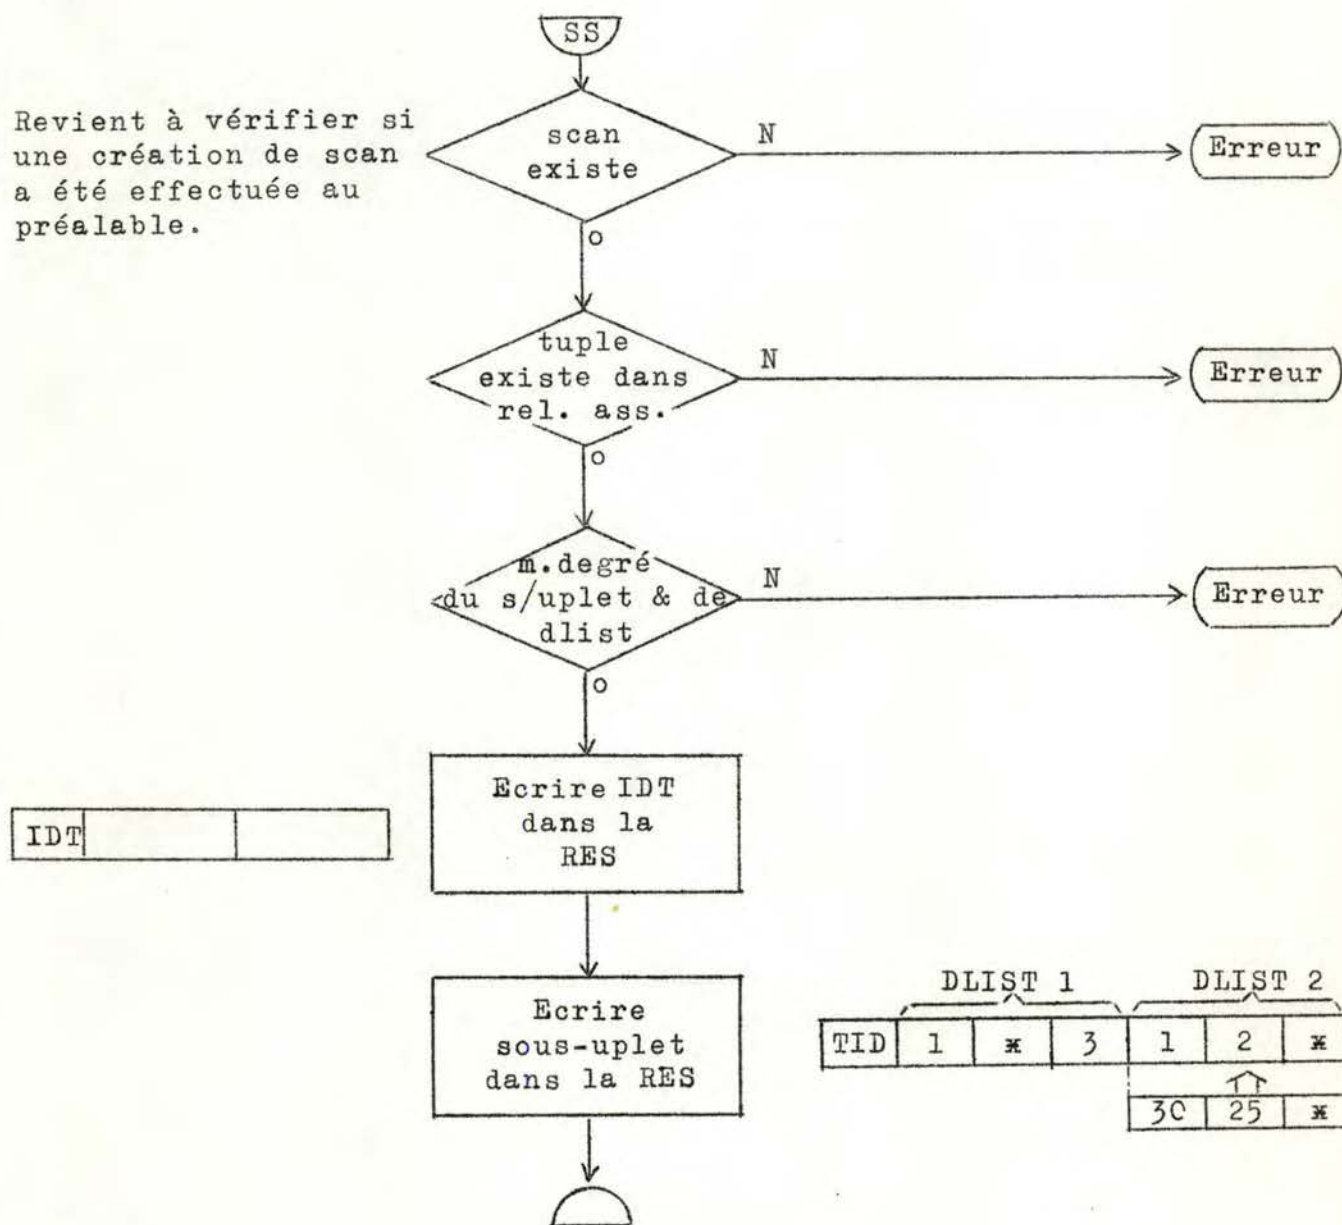 SS
Revient à vérifier si
une création de scan
a été effectuée au
préalable.
scan
existe
N
Erreur
o
tuple
existe dans
rel. ass.
N
Erreur
o
m.degré
du s/uplet & de
dlist
N
Erreur
o
Ecrire IDT
dans la
RES
IDT
Ecrire
sous-uplet
dans la RES
DLIST 1 DLIST 2
TID 1 * 3 1 2 *
30 25 *